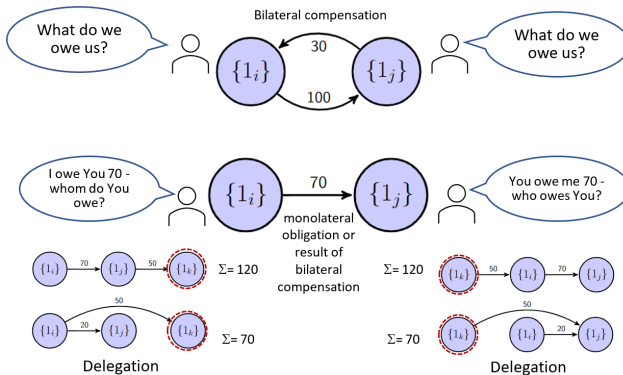 Bilateral compensation
What do we
owe us?
What do we
owe us?
30
{1_i}
{1_j}
100
I owe You 70 -
whom do You
owe?
You owe me 70 -
who owes You?
70
{1_i}
{1_j}
monolateral
obligation or
result of
bilateral
compensation
{1_i} 70 {1_j} 50 {1_k} Σ= 120
Σ= 120 {1_k} 50 {1_i} 70 {1_j}
50
{1_i} 20 {1_j} {1_k} Σ= 70
50
Σ= 70 {1_k} {1_i} 20 {1_j}
Delegation
Delegation